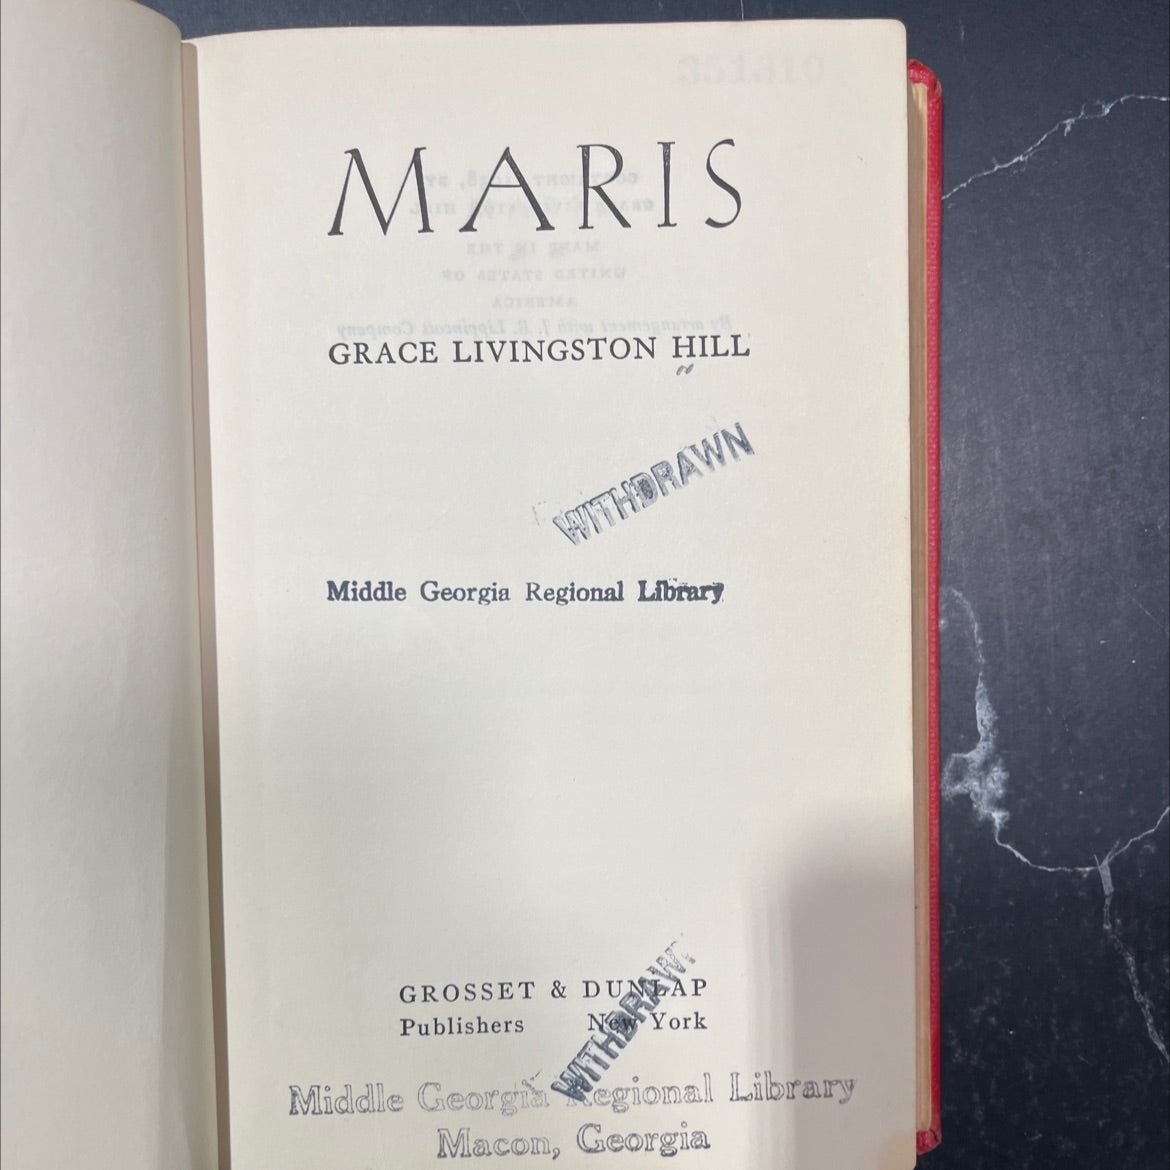 351310
MARIS
GRACE LIVINGSTON HILL
WITHDRAWN
Middle Georgia Regional Library
GROSSET & DUNLAP
Publishers New York
WITHDRAWN
Middle Georgia Regional Library
Macon, Georgia